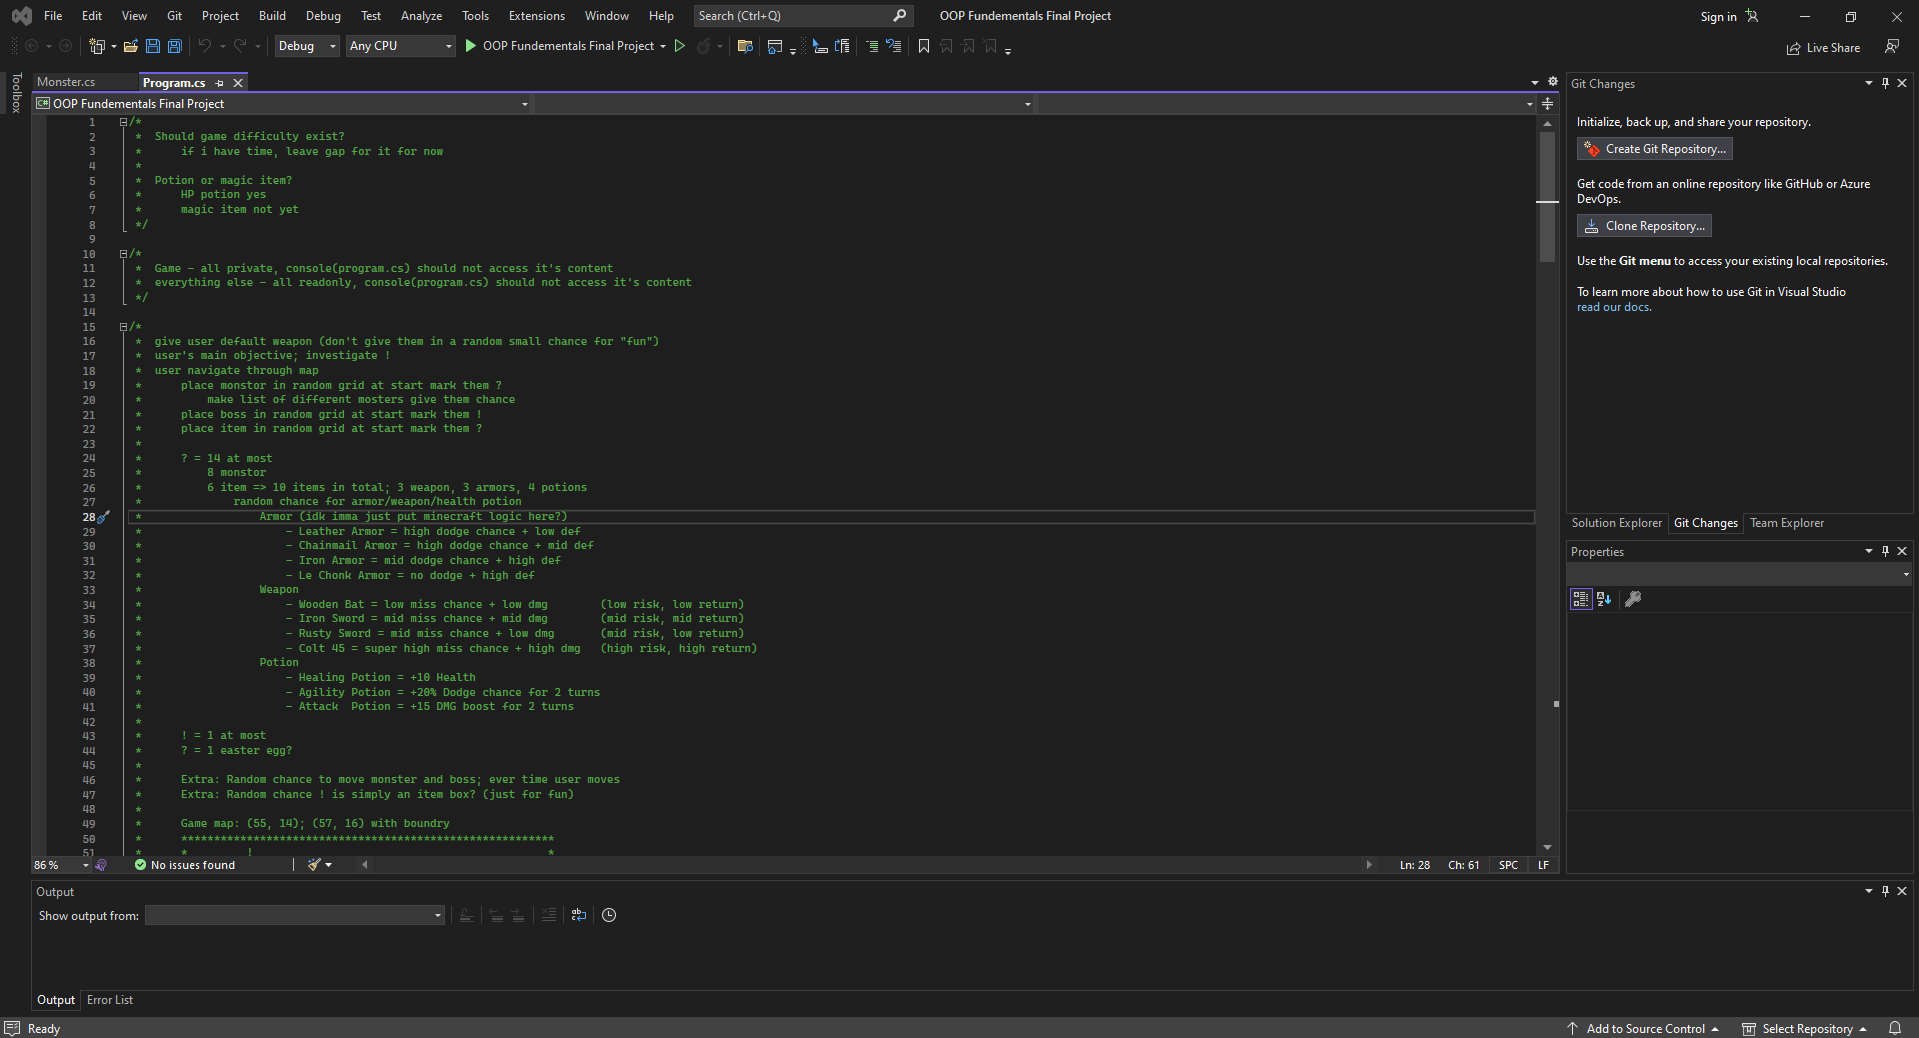 File Edit View Git Project Build Debug Test Analyze Tools Extensions Window Help Search (Ctrl+Q) OOP Fundementals Final Project Sign in
Debug Any CPU OOP Fundementals Final Project Live Share
Toolbox
Monster.cs Program.cs
C# OOP Fundementals Final Project
1 /*
2 * Should game difficulty exist?
3 * if i have time, leave gap for it for now
4 *
5 * Potion or magic item?
6 * HP potion yes
7 * magic item not yet
8 */
9
10 /*
11 * Game - all private, console(program.cs) should not access it's content
12 * everything else - all readonly, console(program.cs) should not access it's content
13 */
14
15 /*
16 * give user default weapon (don't give them in a random small chance for "fun")
17 * user's main objective; investigate !
18 * user navigate through map
19 * place monstor in random grid at start mark them ?
20 * make list of different mosters give them chance
21 * place boss in random grid at start mark them !
22 * place item in random grid at start mark them ?
23 *
24 * ? = 14 at most
25 * 8 monstor
26 * 6 item => 10 items in total; 3 weapon, 3 armors, 4 potions
27 * random chance for armor/weapon/health potion
28 * Armor (idk imma just put minecraft logic here?)
29 * - Leather Armor = high dodge chance + low def
30 * - Chainmail Armor = high dodge chance + mid def
31 * - Iron Armor = mid dodge chance + high def
32 * - Le Chonk Armor = no dodge + high def
33 * Weapon
34 * - Wooden Bat = low miss chance + low dmg (low risk, low return)
35 * - Iron Sword = mid miss chance + mid dmg (mid risk, mid return)
36 * - Rusty Sword = mid miss chance + low dmg (mid risk, low return)
37 * - Colt 45 = super high miss chance + high dmg (high risk, high return)
38 * Potion
39 * - Healing Potion = +10 Health
40 * - Agility Potion = +20% Dodge chance for 2 turns
41 * - Attack  Potion = +15 DMG boost for 2 turns
42 *
43 * ! = 1 at most
44 * ? = 1 easter egg?
45 *
46 * Extra: Random chance to move monster and boss; ever time user moves
47 * Extra: Random chance ! is simply an item box? (just for fun)
48 *
49 * Game map: (55, 14); (57, 16) with boundry
50 * *********************************************************
51 * * ! *
86 % No issues found Ln: 28 Ch: 61 SPC LF
Git Changes
Initialize, back up, and share your repository.
Create Git Repository...
Get code from an online repository like GitHub or Azure
DevOps.
Clone Repository...
Use the Git menu to access your existing local repositories.
To learn more about how to use Git in Visual Studio
read our docs.
Solution Explorer Git Changes Team Explorer
Properties
Output
Show output from:
Output Error List
Ready Add to Source Control Select Repository